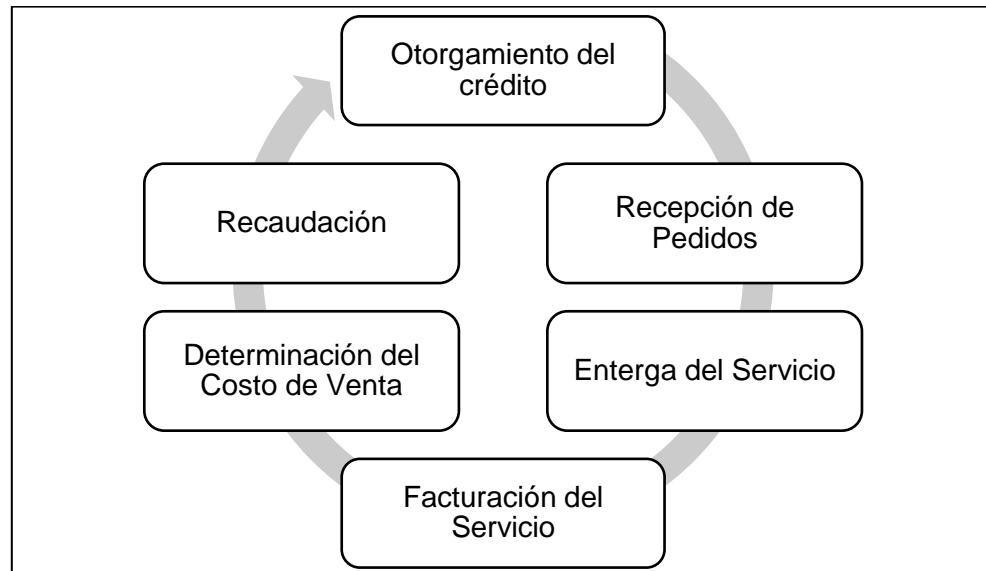 Otorgamiento del
crédito
Recepción de
Pedidos
Enterga del Servicio
Facturación del
Servicio
Determinación del
Costo de Venta
Recaudación